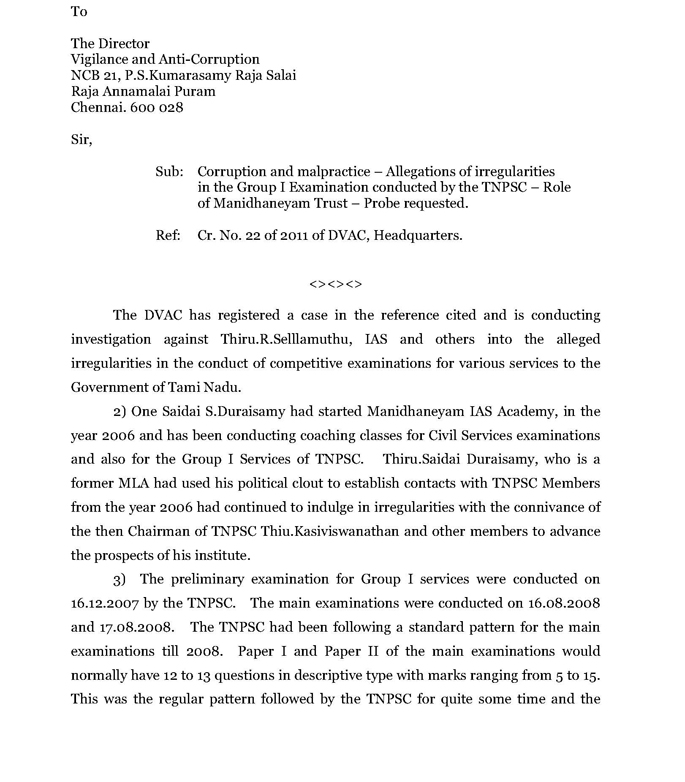 To
The Director
Vigilance and Anti-Corruption
NCB 21, P.S.Kumarasamy Raja Salai
Raja Annamalai Puram
Chennai. 600 028
Sir,
Sub: Corruption and malpractice – Allegations of irregularities
in the Group I Examination conducted by the TNPSC – Role
of Manidhaneyam Trust – Probe requested.
Ref: Cr. No. 22 of 2011 of DVAC, Headquarters.
<><><>
The DVAC has registered a case in the reference cited and is conducting
investigation against Thiru.R.Selllamuthu, IAS and others into the alleged
irregularities in the conduct of competitive examinations for various services to the
Government of Tami Nadu.
2) One Saidai S.Duraisamy had started Manidhaneyam IAS Academy, in the
year 2006 and has been conducting coaching classes for Civil Services examinations
and also for the Group I Services of TNPSC. Thiru.Saidai Duraisamy, who is a
former MLA had used his political clout to establish contacts with TNPSC Members
from the year 2006 had continued to indulge in irregularities with the connivance of
the then Chairman of TNPSC Thiu.Kasiviswanathan and other members to advance
the prospects of his institute.
3) The preliminary examination for Group I services were conducted on
16.12.2007 by the TNPSC. The main examinations were conducted on 16.08.2008
and 17.08.2008. The TNPSC had been following a standard pattern for the main
examinations till 2008. Paper I and Paper II of the main examinations would
normally have 12 to 13 questions in descriptive type with marks ranging from 5 to 15.
This was the regular pattern followed by the TNPSC for quite some time and the